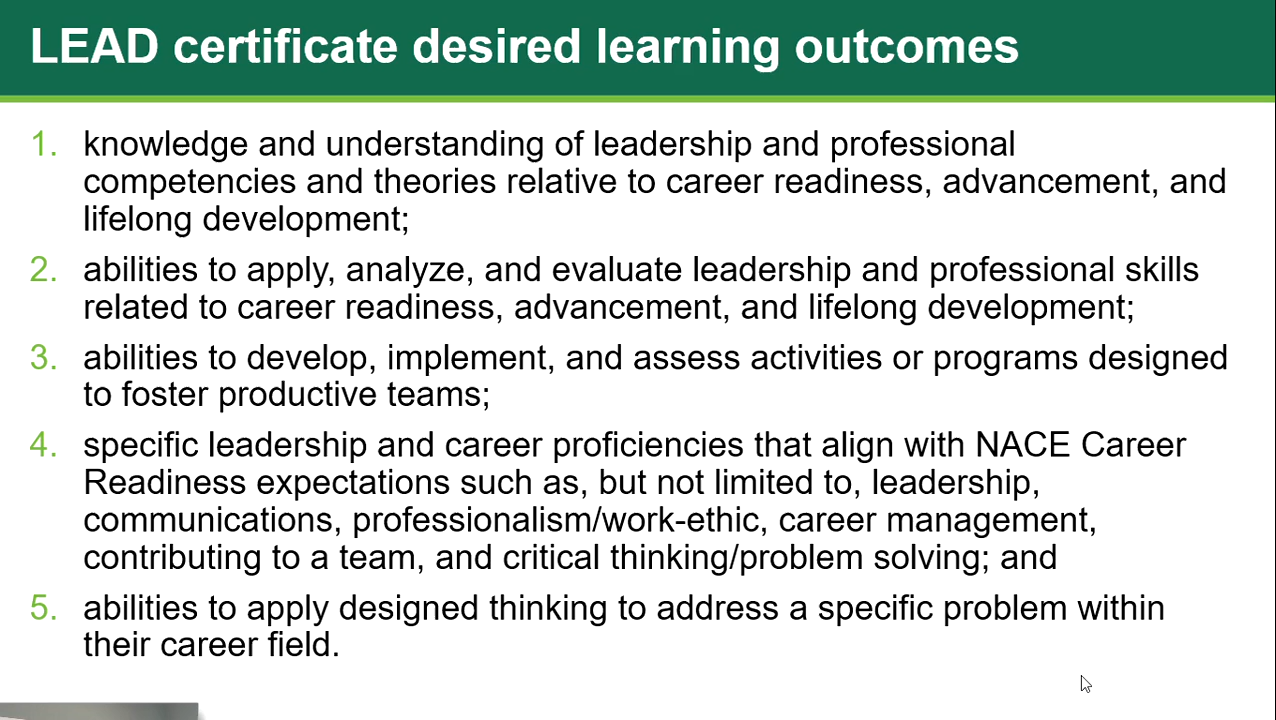 LEAD certificate desired learning outcomes
1. knowledge and understanding of leadership and professional
competencies and theories relative to career readiness, advancement, and
lifelong development;
2. abilities to apply, analyze, and evaluate leadership and professional skills
related to career readiness, advancement, and lifelong development;
3. abilities to develop, implement, and assess activities or programs designed
to foster productive teams;
4. specific leadership and career proficiencies that align with NACE Career
Readiness expectations such as, but not limited to, leadership,
communications, professionalism/work-ethic, career management,
contributing to a team, and critical thinking/problem solving; and
5. abilities to apply designed thinking to address a specific problem within
their career field.